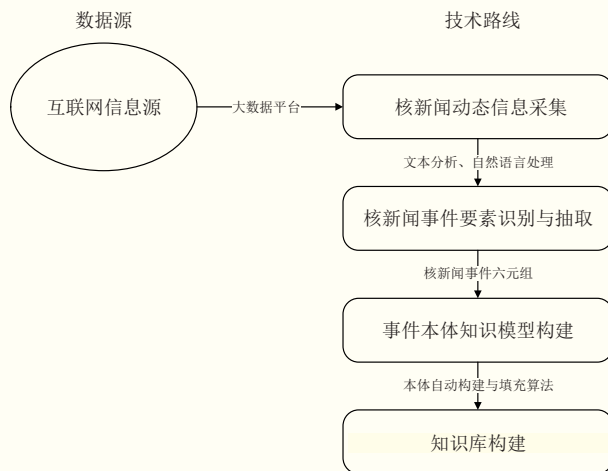 数据源
技术路线
互联网信息源
大数据平台
核新闻动态信息采集
文本分析、自然语言处理
核新闻事件要素识别与抽取
核新闻事件六元组
事件本体知识模型构建
本体自动构建与填充算法
知识库构建